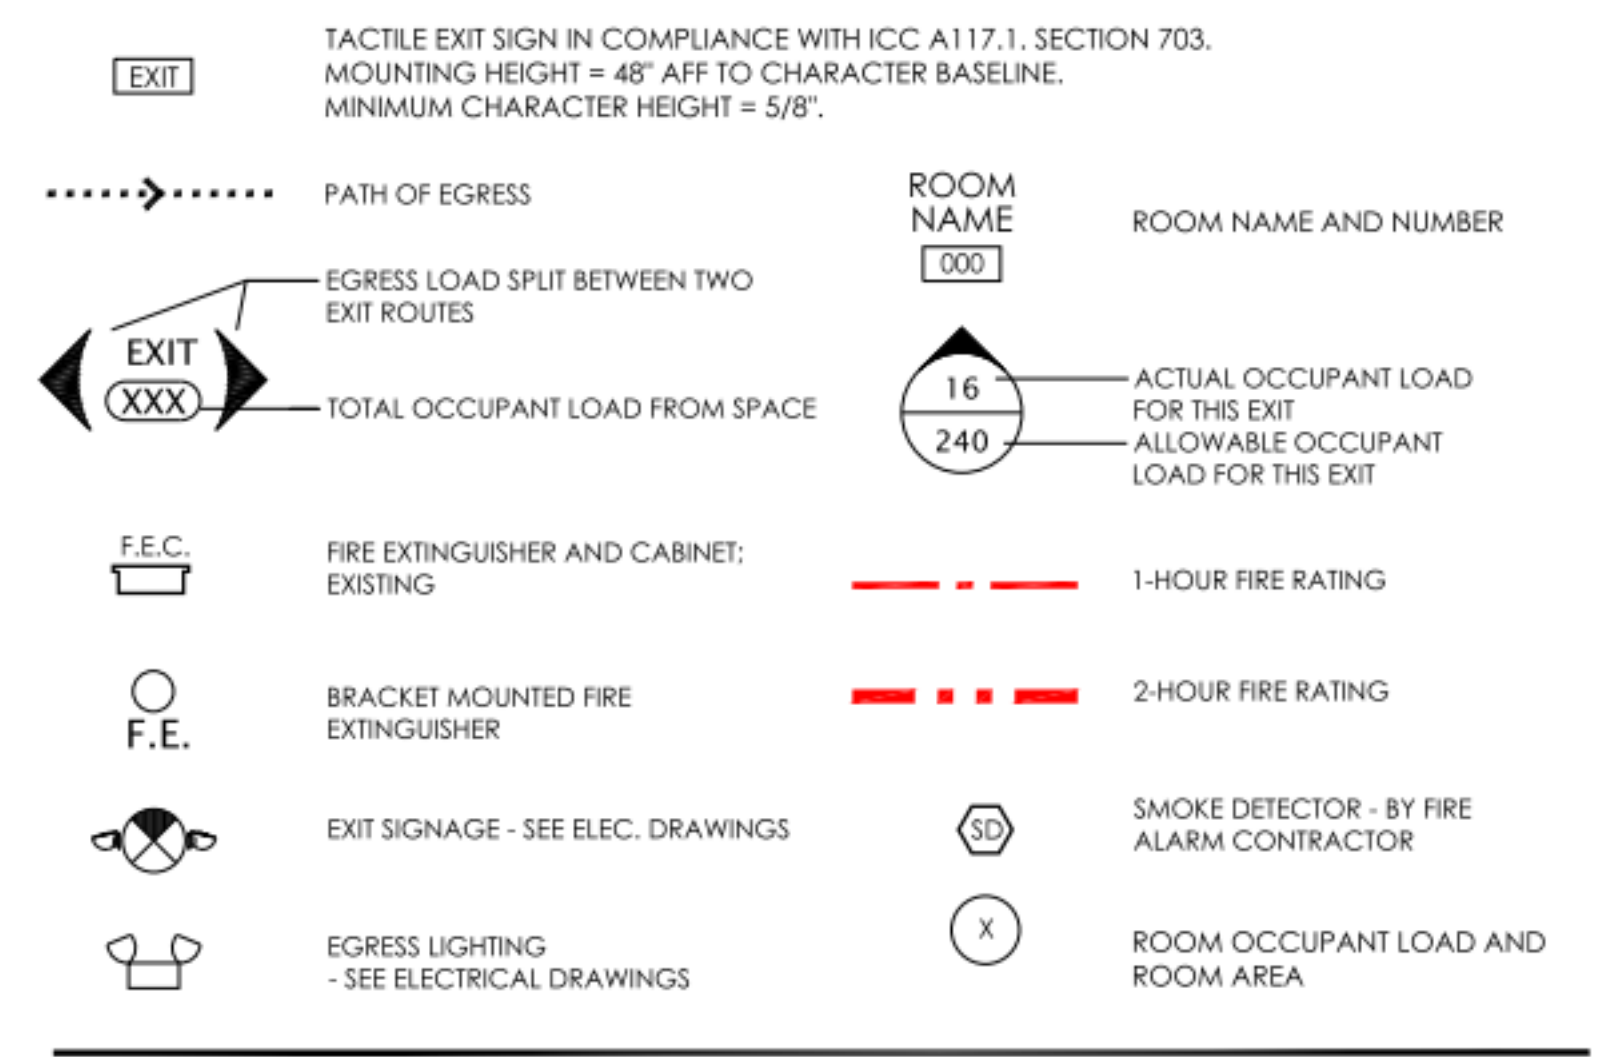 EXIT
TACTILE EXIT SIGN IN COMPLIANCE WITH ICC A117.1. SECTION 703.
MOUNTING HEIGHT = 48" AFF TO CHARACTER BASELINE.
MINIMUM CHARACTER HEIGHT = 5/8".
PATH OF EGRESS
EGRESS LOAD SPLIT BETWEEN TWO
EXIT ROUTES
EXIT
XXX
TOTAL OCCUPANT LOAD FROM SPACE
F.E.C.
FIRE EXTINGUISHER AND CABINET;
EXISTING
F.E.
BRACKET MOUNTED FIRE
EXTINGUISHER
EXIT SIGNAGE - SEE ELEC. DRAWINGS
EGRESS LIGHTING
- SEE ELECTRICAL DRAWINGS
ROOM
NAME
000
ROOM NAME AND NUMBER
16
240
ACTUAL OCCUPANT LOAD
FOR THIS EXIT
ALLOWABLE OCCUPANT
LOAD FOR THIS EXIT
1-HOUR FIRE RATING
2-HOUR FIRE RATING
SD
SMOKE DETECTOR - BY FIRE
ALARM CONTRACTOR
X
ROOM OCCUPANT LOAD AND
ROOM AREA